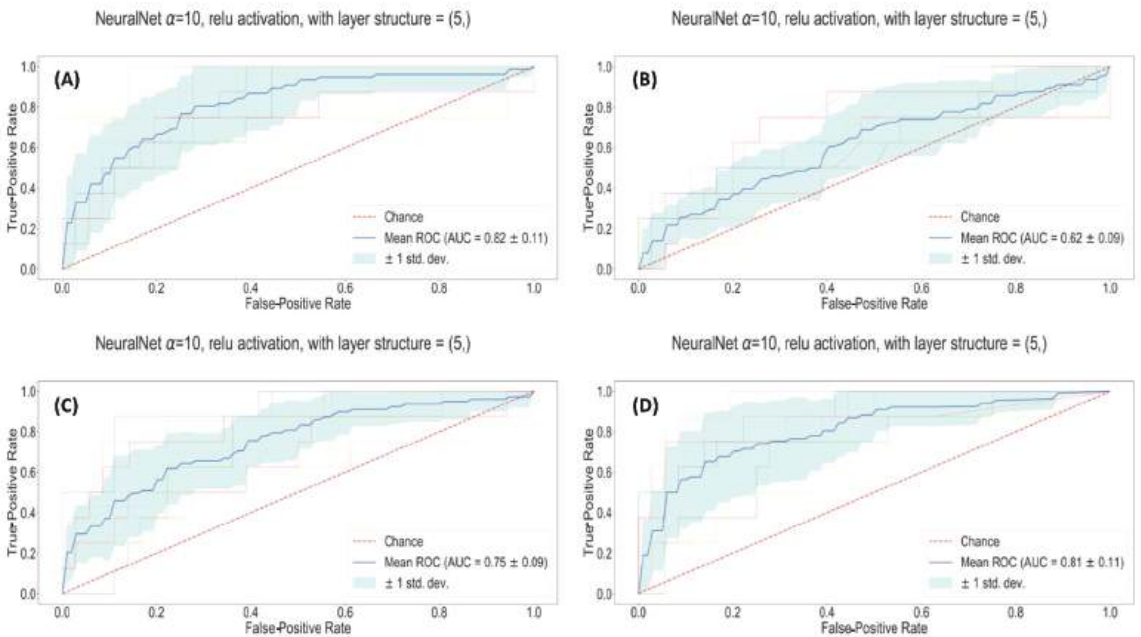 NeuralNet α=10, relu activation, with layer structure = (5,)
(A)
True-Positive Rate
1.0
0.8
0.6
0.4
0.2
0.0
Chance
Mean ROC (AUC = 0.82 ± 0.11)
± 1 std. dev.
0.0 0.2 0.4 0.6 0.8 1.0
False-Positive Rate
NeuralNet α=10, relu activation, with layer structure = (5,)
(B)
True-Positive Rate
1.0
0.8
0.6
0.4
0.2
0.0
Chance
Mean ROC (AUC = 0.62 ± 0.09)
± 1 std. dev.
0.0 0.2 0.4 0.6 0.8 1.0
False-Positive Rate
NeuralNet α=10, relu activation, with layer structure = (5,)
(C)
True-Positive Rate
1.0
0.8
0.6
0.4
0.2
0.0
Chance
Mean ROC (AUC = 0.75 ± 0.09)
± 1 std. dev.
0.0 0.2 0.4 0.6 0.8 1.0
False-Positive Rate
NeuralNet α=10, relu activation, with layer structure = (5,)
(D)
True-Positive Rate
1.0
0.8
0.6
0.4
0.2
0.0
Chance
Mean ROC (AUC = 0.81 ± 0.11)
± 1 std. dev.
0.0 0.2 0.4 0.6 0.8 1.0
False-Positive Rate